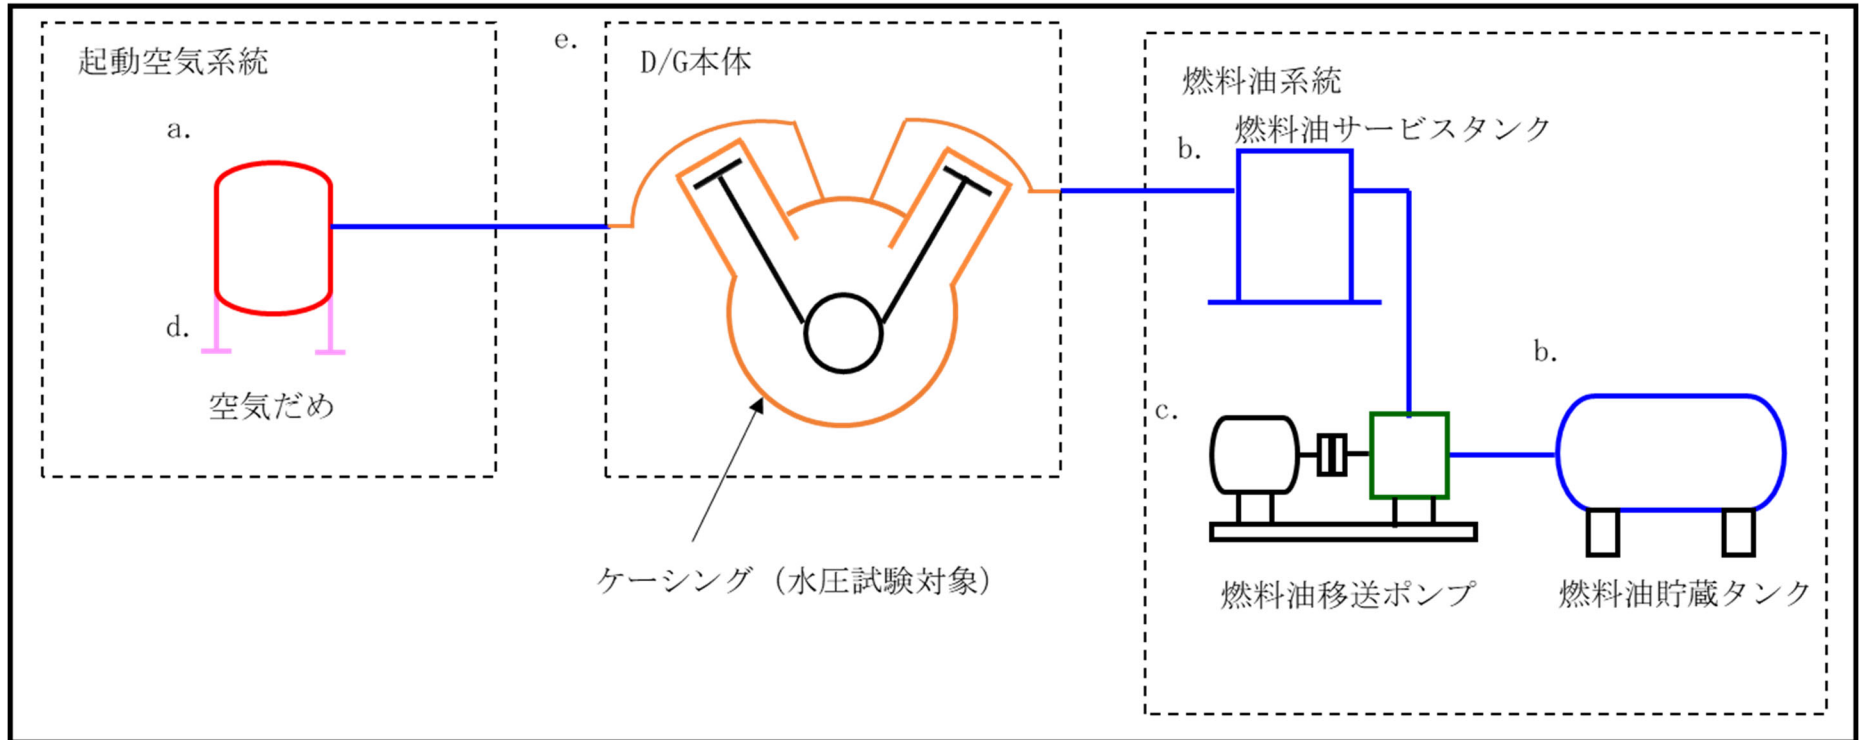 起動空気系統
a.
d.
空気だめ
e.
D/G本体
ケーシング（水圧試験対象）
燃料油系統
燃料油サービスタンク
b.
b.
c.
燃料油移送ポンプ
燃料油貯蔵タンク